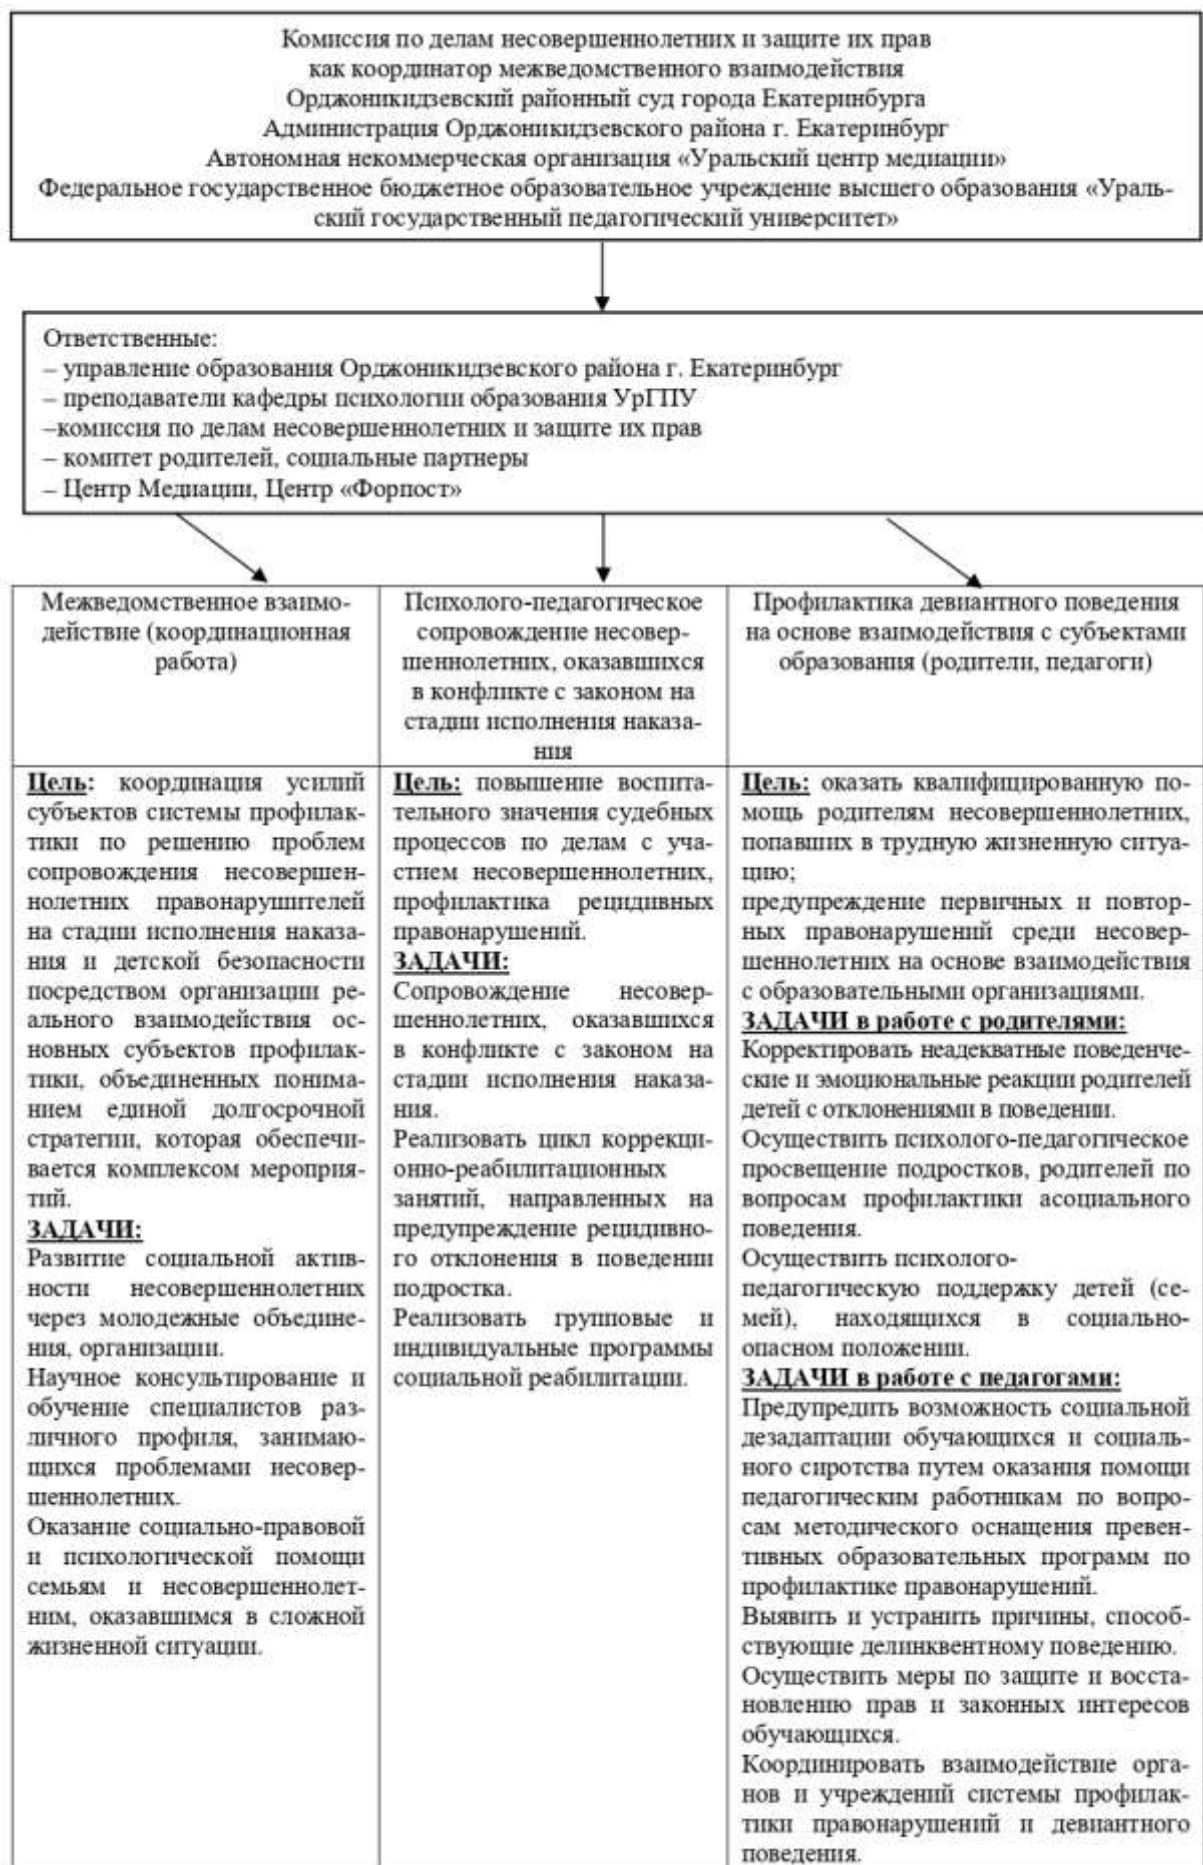 Комиссия по делам несовершеннолетних и защите их прав
как координатор межведомственного взаимодействия
Орджоникидзевский районный суд города Екатеринбурга
Администрация Орджоникидзевского района г. Екатеринбург
Автономная некоммерческая организация «Уральский центр медиации»
Федеральное государственное бюджетное образовательное учреждение высшего образования «Ураль-
ский государственный педагогический университет»
Ответственные:
– управление образования Орджоникидзевского района г. Екатеринбург
– преподаватели кафедры психологии образования УрГПУ
–комиссия по делам несовершеннолетних и защите их прав
– комитет родителей, социальные партнеры
– Центр Медиации, Центр «Форпост»
Межведомственное взаимо-
действие (координационная
работа)
Психолого-педагогическое
сопровождение несовер-
шеннолетних, оказавшихся
в конфликте с законом на
стадии исполнения наказа-
ния
Профилактика девиантного поведения
на основе взаимодействия с субъектами
образования (родители, педагоги)
Цель: координация усилий
субъектов системы профилак-
тики по решению проблем
сопровождения несовершен-
нолетних правонарушителей
на стадии исполнения наказа-
ния и детской безопасности
посредством организации ре-
ального взаимодействия ос-
новных субъектов профилак-
тики, объединенных понима-
нием единой долгосрочной
стратегии, которая обеспечи-
вается комплексом мероприя-
тий.
ЗАДАЧИ:
Развитие социальной актив-
ности несовершеннолетних
через молодежные объедине-
ния, организации.
Научное консультирование и
обучение специалистов раз-
личного профиля, занимаю-
щихся проблемами несовер-
шеннолетних.
Оказание социально-правовой
и психологической помощи
семьям и несовершеннолет-
ним, оказавшимся в сложной
жизненной ситуации.
Цель: повышение воспита-
тельного значения судебных
процессов по делам с уча-
стием несовершеннолетних,
профилактика рецидивных
правонарушений.
ЗАДАЧИ:
Сопровождение несовер-
шеннолетних, оказавшихся
в конфликте с законом на
стадии исполнения наказа-
ния.
Реализовать цикл коррекци-
онно-реабилитационных
занятий, направленных на
предупреждение рецидивно-
го отклонения в поведении
подростка.
Реализовать групповые и
индивидуальные программы
социальной реабилитации.
Цель: оказать квалифицированную по-
мощь родителям несовершеннолетних,
попавших в трудную жизненную ситуа-
цию;
предупреждение первичных и повтор-
ных правонарушений среди несовер-
шеннолетних на основе взаимодействия
с образовательными организациями.
ЗАДАЧИ в работе с родителями:
Корректировать неадекватные поведенче-
ские и эмоциональные реакции родителей
детей с отклонениями в поведении.
Осуществить психолого-педагогическое
просвещение подростков, родителей по
вопросам профилактики асоциального
поведения.
Осуществить психолого-
педагогическую поддержку детей (се-
мей), находящихся в социально-
опасном положении.
ЗАДАЧИ в работе с педагогами:
Предупредить возможность социальной
дезадаптации обучающихся и социаль-
ного сиротства путем оказания помощи
педагогическим работникам по вопро-
сам методического оснащения превен-
тивных образовательных программ по
профилактике правонарушений.
Выявить и устранить причины, способ-
ствующие делинквентному поведению.
Осуществить меры по защите и восста-
новлению прав и законных интересов
обучающихся.
Координировать взаимодействие орга-
нов и учреждений системы профилак-
тики правонарушений и девиантного
поведения.